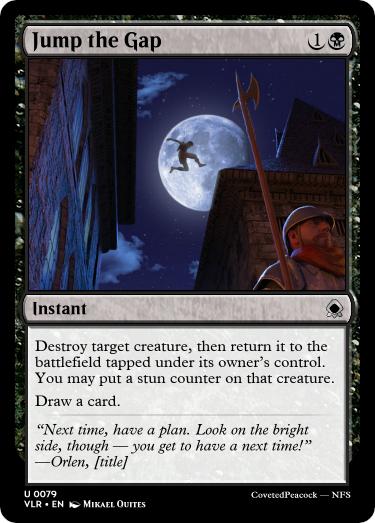 Jump the Gap 1
Instant
Destroy target creature, then return it to the
battlefield tapped under its owner's control.
You may put a stun counter on that creature.
Draw a card.
"Next time, have a plan. Look on the bright
side, though — you get to have a next time!"
—Orlen, [title]
U 0079
VLR • EN Mikael Quites CovetedPeacock — NFS